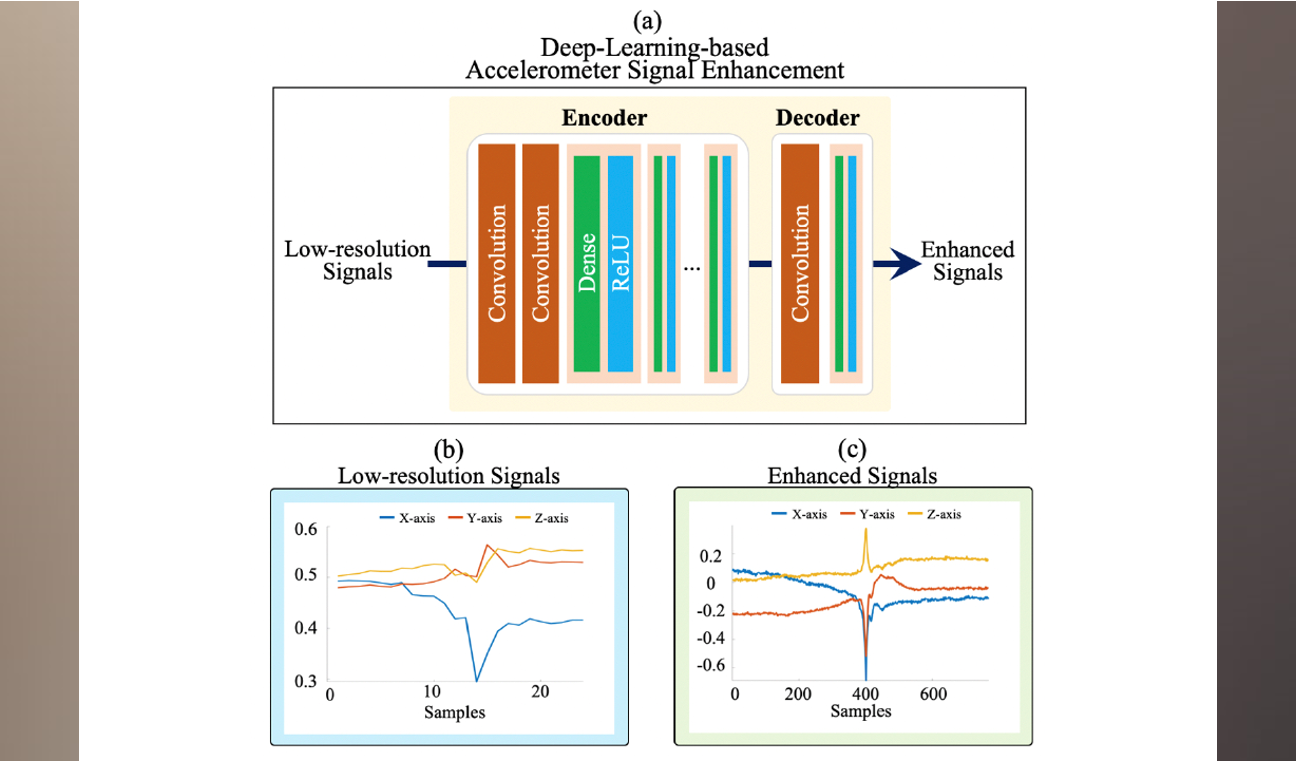 (a)
Deep-Learning-based
Accelerometer Signal Enhancement
Encoder
Decoder
Low-resolution
Signals
Convolution
Convolution
Dense
ReLU
...
Convolution
Enhanced
Signals
(b)
Low-resolution Signals
X-axis Y-axis Z-axis
0.6
0.5
0.4
0.3
0 10 20
Samples
(c)
Enhanced Signals
X-axis Y-axis Z-axis
0.2
0
-0.2
-0.4
-0.6
0 200 400 600
Samples